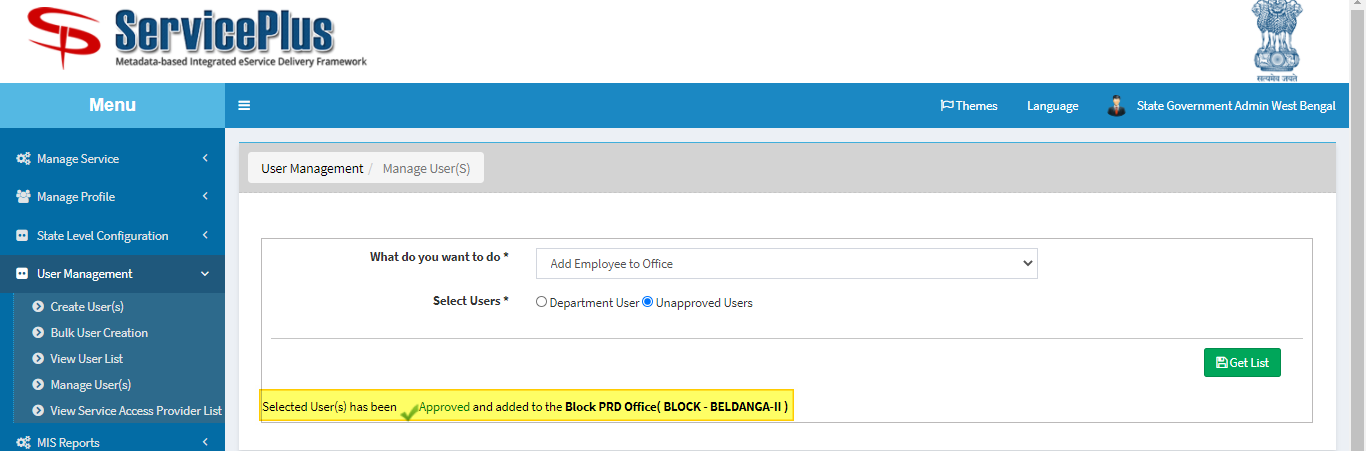 ServicePlus
Metadata-based Integrated eService Delivery Framework
सत्यमेव जयते
Menu
Themes
Language
State Government Admin West Bengal
Manage Service
Manage Profile
State Level Configuration
User Management
Create User(s)
Bulk User Creation
View User List
Manage User(s)
View Service Access Provider List
MIS Reports
User Management / Manage User(S)
What do you want to do *
Add Employee to Office
Select Users *
Department User Unapproved Users
Get List
Selected User(s) has been Approved and added to the Block PRD Office( BLOCK - BELDANGA-II )